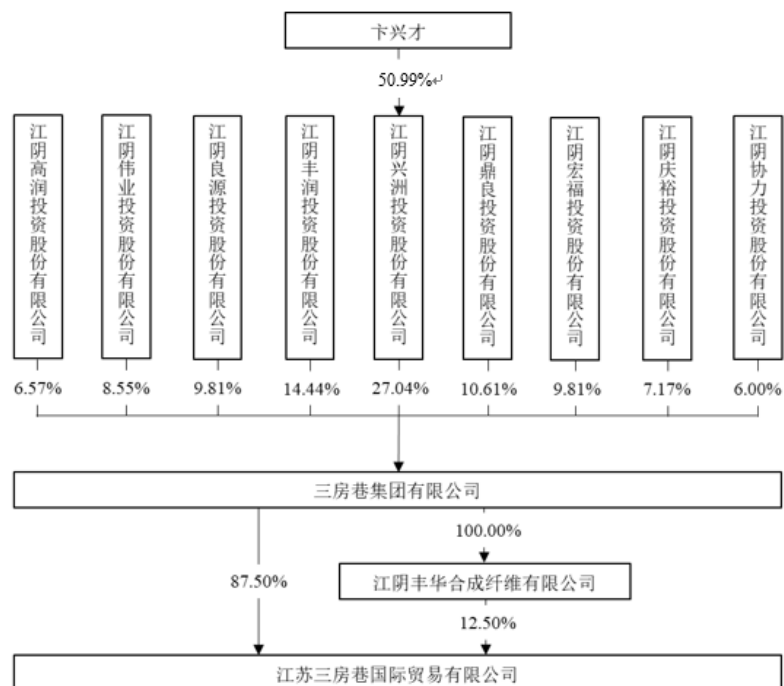 卞兴才
50.99%↵
江阴高润投资股份有限公司
江阴伟业投资股份有限公司
江阴良源投资股份有限公司
江阴丰润投资股份有限公司
江阴兴洲投资股份有限公司
江阴鼎良投资股份有限公司
江阴宏福投资股份有限公司
江阴庆裕投资股份有限公司
江阴协力投资股份有限公司
6.57% 8.55% 9.81% 14.44% 27.04% 10.61% 9.81% 7.17% 6.00%
三房巷集团有限公司
100.00%
87.50%
江阴丰华合成纤维有限公司
12.50%
江苏三房巷国际贸易有限公司